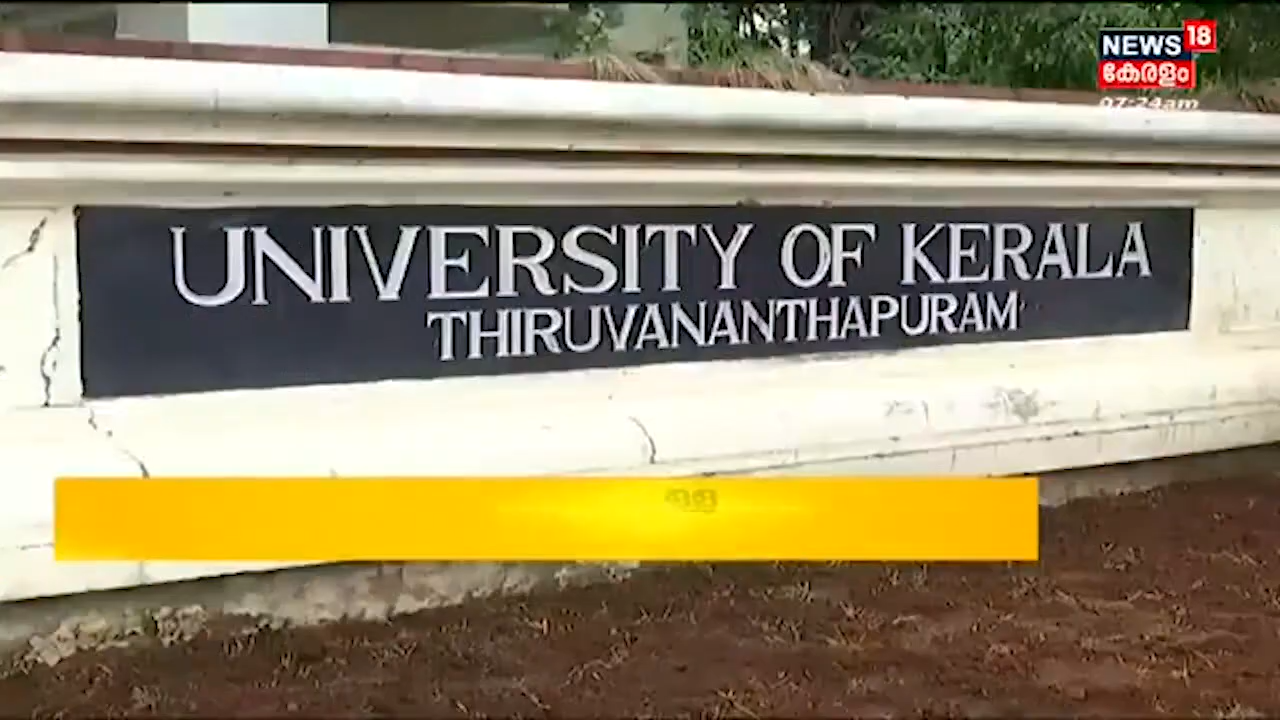 NEWS 18
കേരളം
07:24am
UNIVERSITY OF KERALA
THIRUVANANTHAPURAM